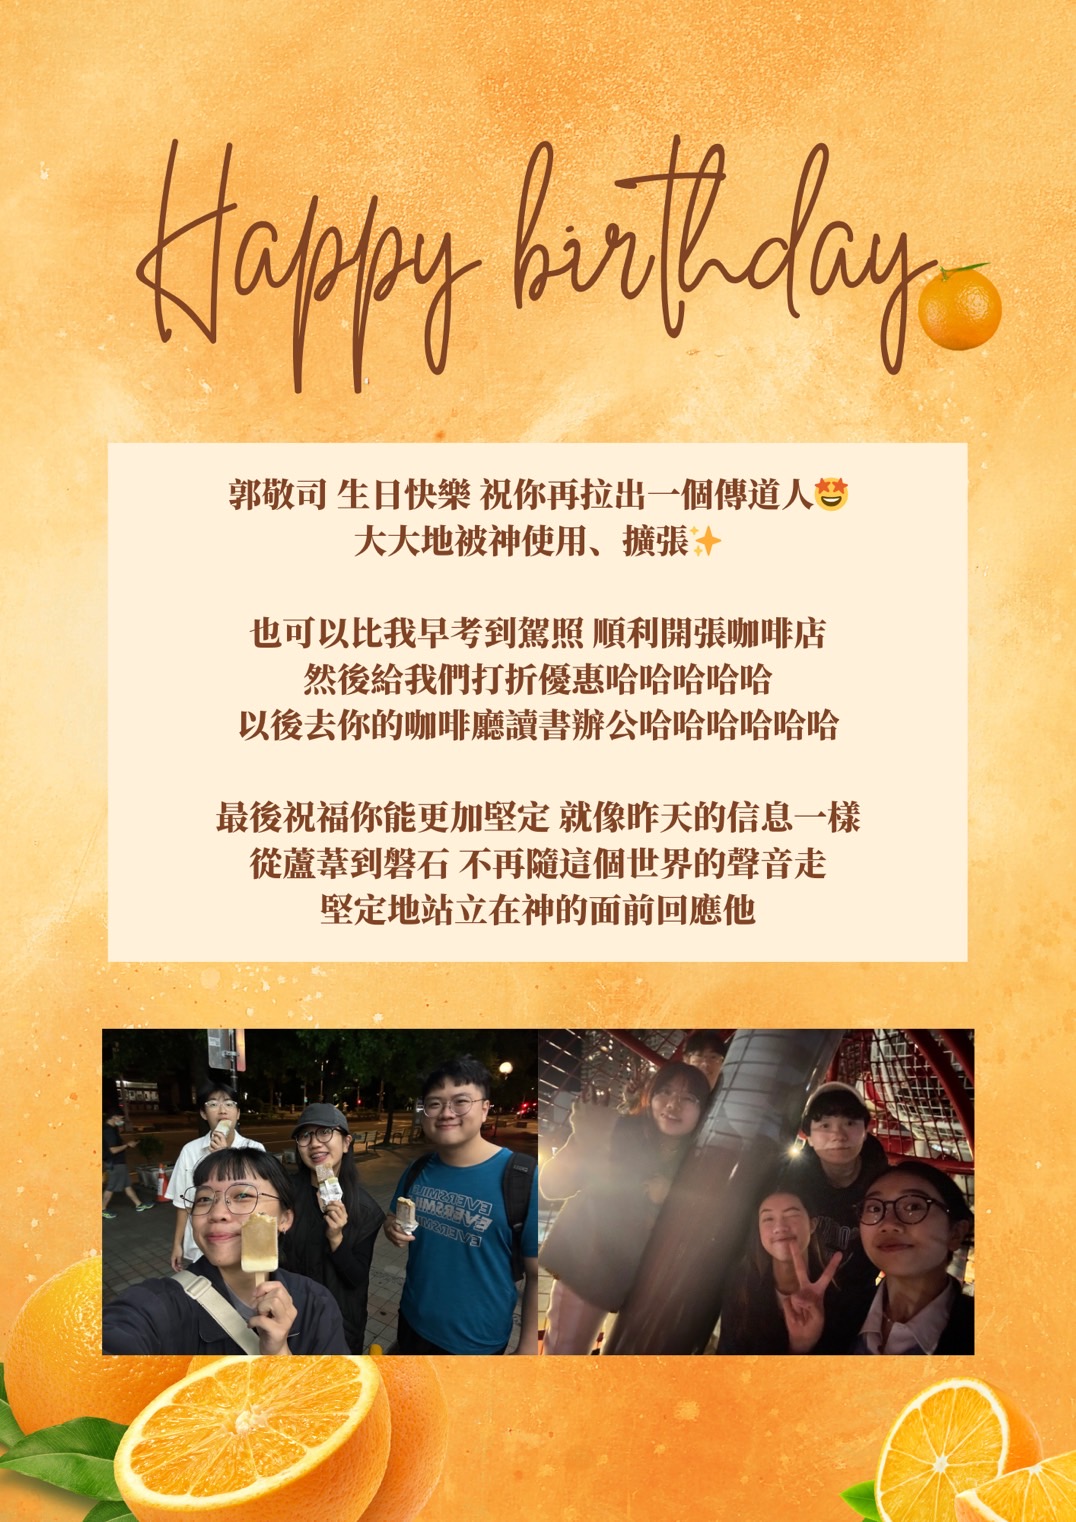 Happy birthday
郭敬司 生日快樂 祝你再拉出一個傳道人🤩
大大地被神使用、擴張✨
也可以比我早考到駕照 順利開張咖啡店
然後給我們打折優惠哈哈哈哈哈
以後去你的咖啡廳讀書辦公哈哈哈哈哈哈
最後祝福你能更加堅定 就像昨天的信息一樣
從蘆葦到磐石 不再隨這個世界的聲音走
堅定地站立在神的面前回應他